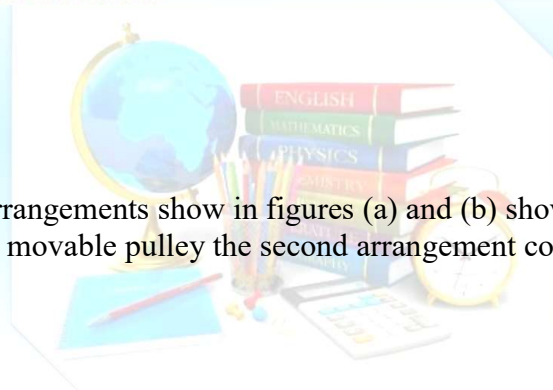 ENGLISH
MATHEMATICS
PHYSICS
rrangements show in figures (a) and (b) show
movable pulley the second arrangement co